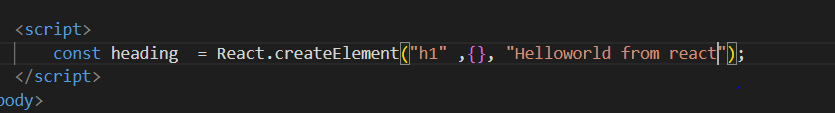 <script>
const heading  = React.createElement("h1" ,{}, "Helloworld from react");
</script>
ody>